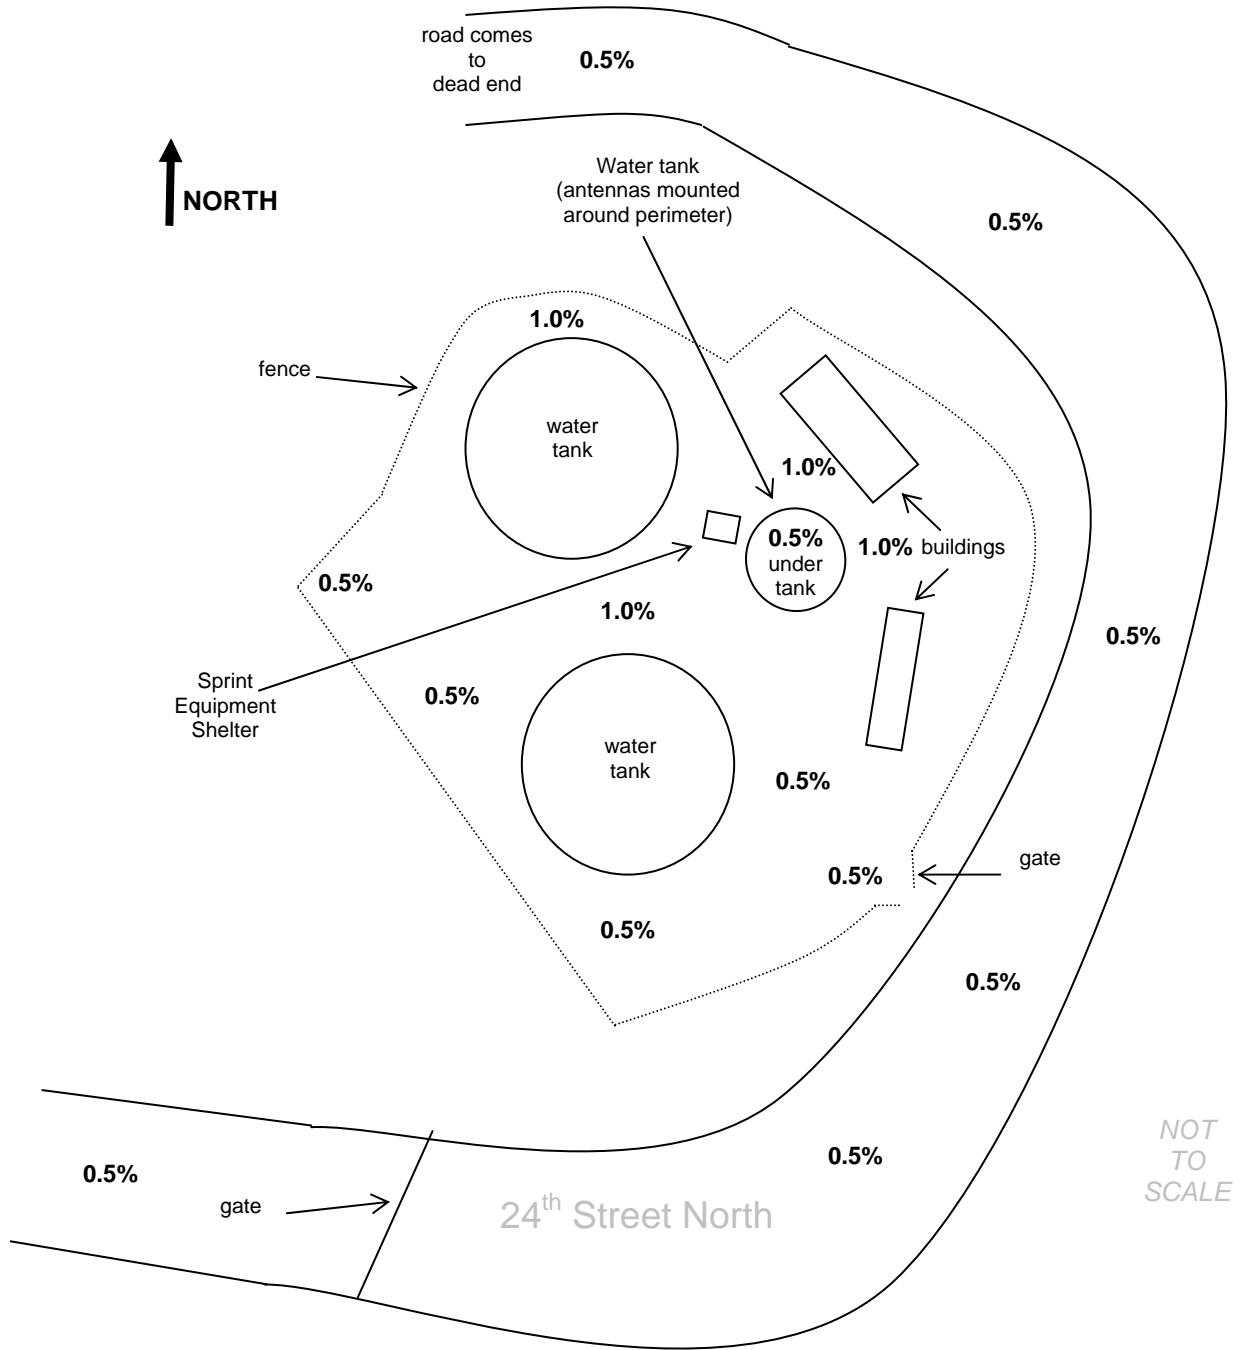 road comes
to
dead end
0.5%
Water tank
(antennas mounted
around perimeter)
NORTH
0.5%
1.0%
fence
water
tank
1.0%
0.5%
under
tank
1.0%
buildings
0.5%
1.0%
0.5%
Sprint
Equipment
Shelter
0.5%
water
tank
0.5%
gate
0.5%
0.5%
0.5%
NOT
TO
SCALE
0.5%
0.5%
gate
24th Street North